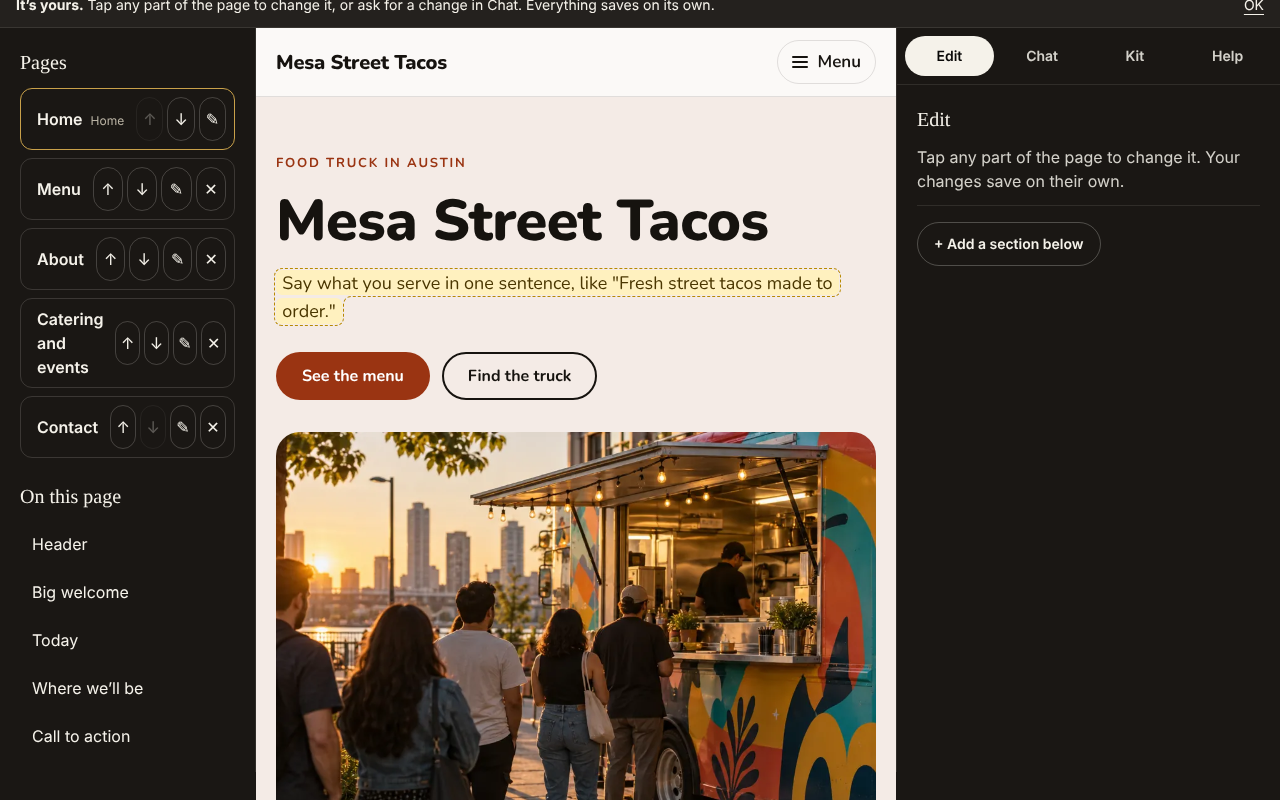 It's yours. Tap any part of the page to change it, or ask for a change in Chat. Everything saves on its own.
OK
Pages
Home Home ↑ ↓ ✎
Menu ↑ ↓ ✎ ✕
About ↑ ↓ ✎ ✕
Catering
and
events ↑ ↓ ✎ ✕
Contact ↑ ↓ ✎ ✕
On this page
Header
Big welcome
Today
Where we'll be
Call to action
Mesa Street Tacos
Menu
FOOD TRUCK IN AUSTIN
Mesa Street Tacos
Say what you serve in one sentence, like "Fresh street tacos made to
order."
See the menu
Find the truck
Edit
Chat
Kit
Help
Edit
Tap any part of the page to change it. Your
changes save on their own.
+ Add a section below